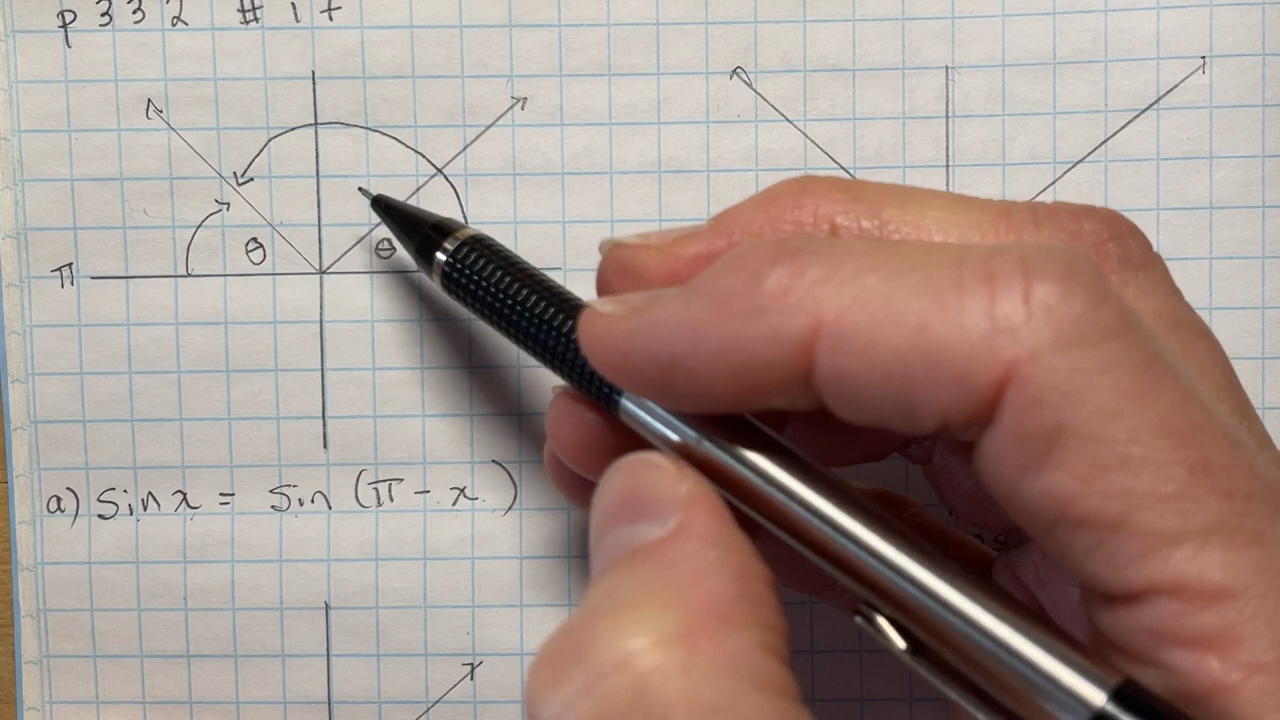 p 332 # 17
θ θ
π
a) sin x = sin (π - x)